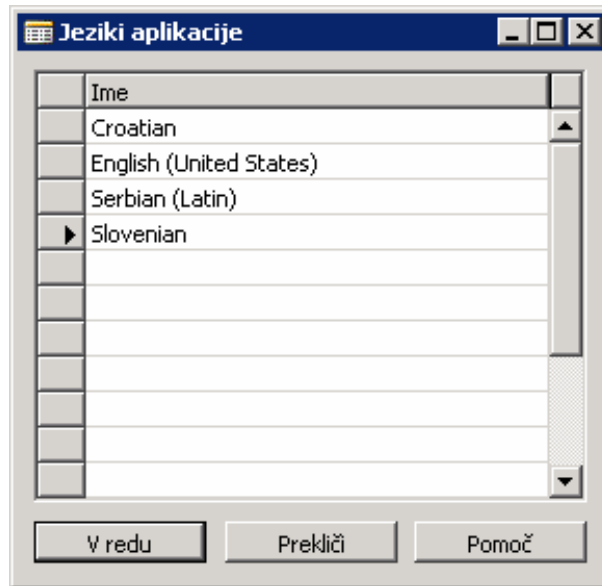 Jeziki aplikacije
Ime
Croatian
English (United States)
Serbian (Latin)
Slovenian
V redu Prekliči Pomoč